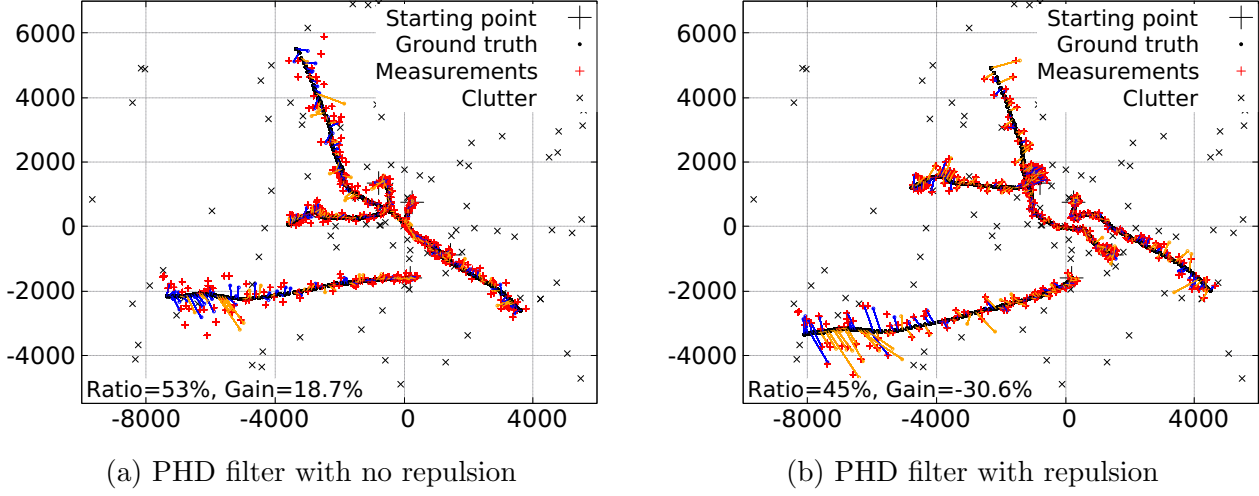 Starting point
Ground truth
Measurements
Clutter
6000
4000
2000
0
-2000
-4000
Ratio=53%, Gain=18.7%
-8000 -4000 0 4000
(a) PHD filter with no repulsion
Starting point
Ground truth
Measurements
Clutter
6000
4000
2000
0
-2000
-4000
Ratio=45%, Gain=-30.6%
-8000 -4000 0 4000
(b) PHD filter with repulsion